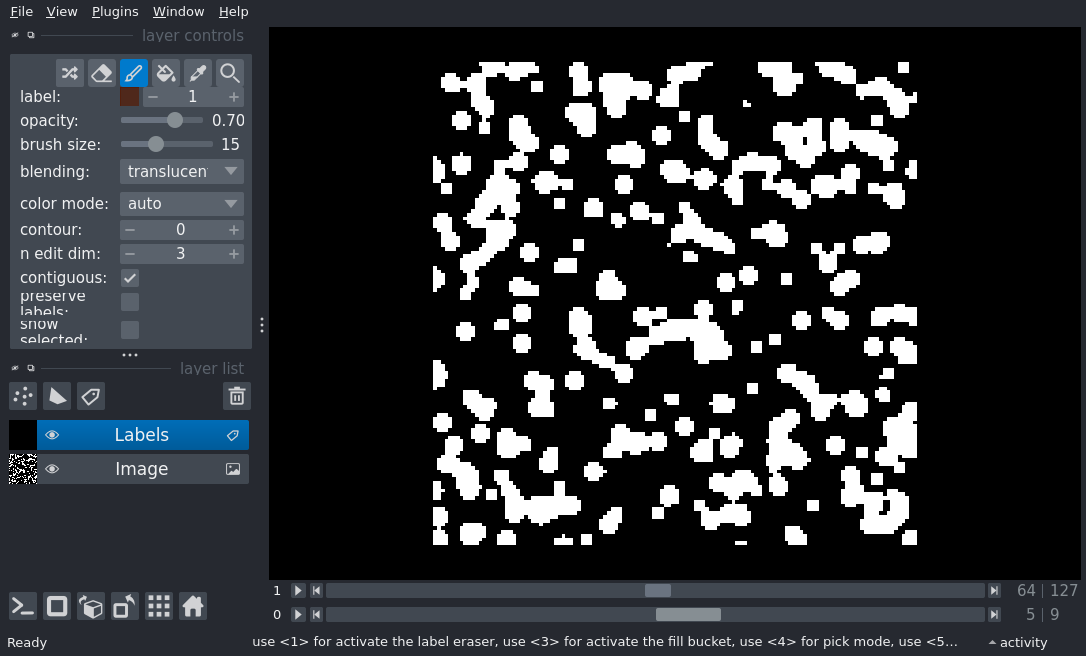 File View Plugins Window Help
layer controls
label: 1
opacity: 0.70
brush size: 15
blending: translucen
color mode: auto
contour: 0
n edit dim: 3
contiguous:
preserve
labels:
show
selected:
layer list
Labels
Image
1 64 | 127
0 5 | 9
Ready use <1> for activate the label eraser, use <3> for activate the fill bucket, use <4> for pick mode, use <5... activity